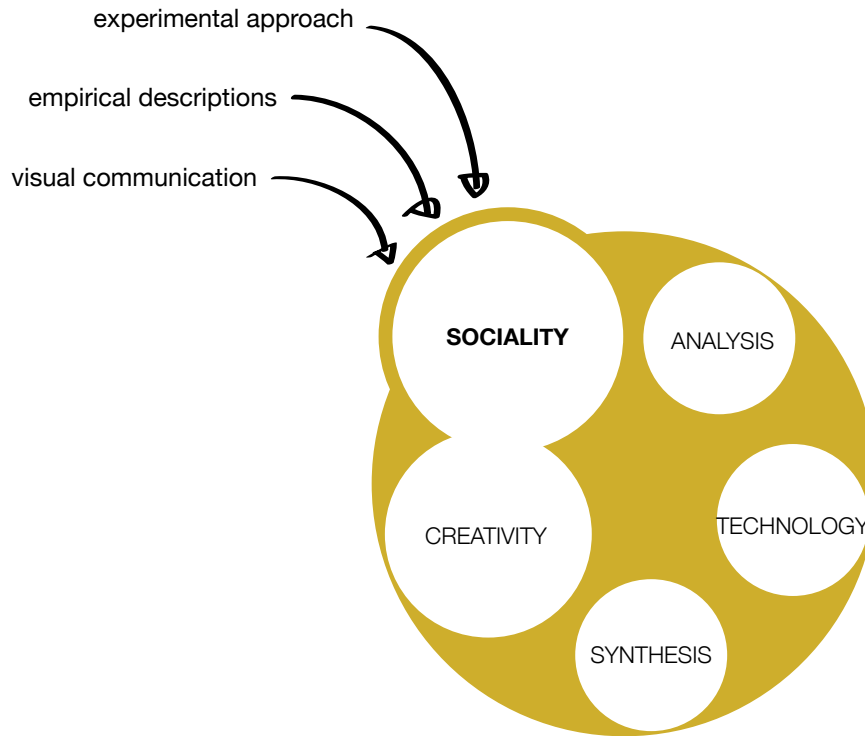 experimental approach
empirical descriptions
visual communication
SOCIALITY
ANALYSIS
CREATIVITY
TECHNOLOGY
SYNTHESIS